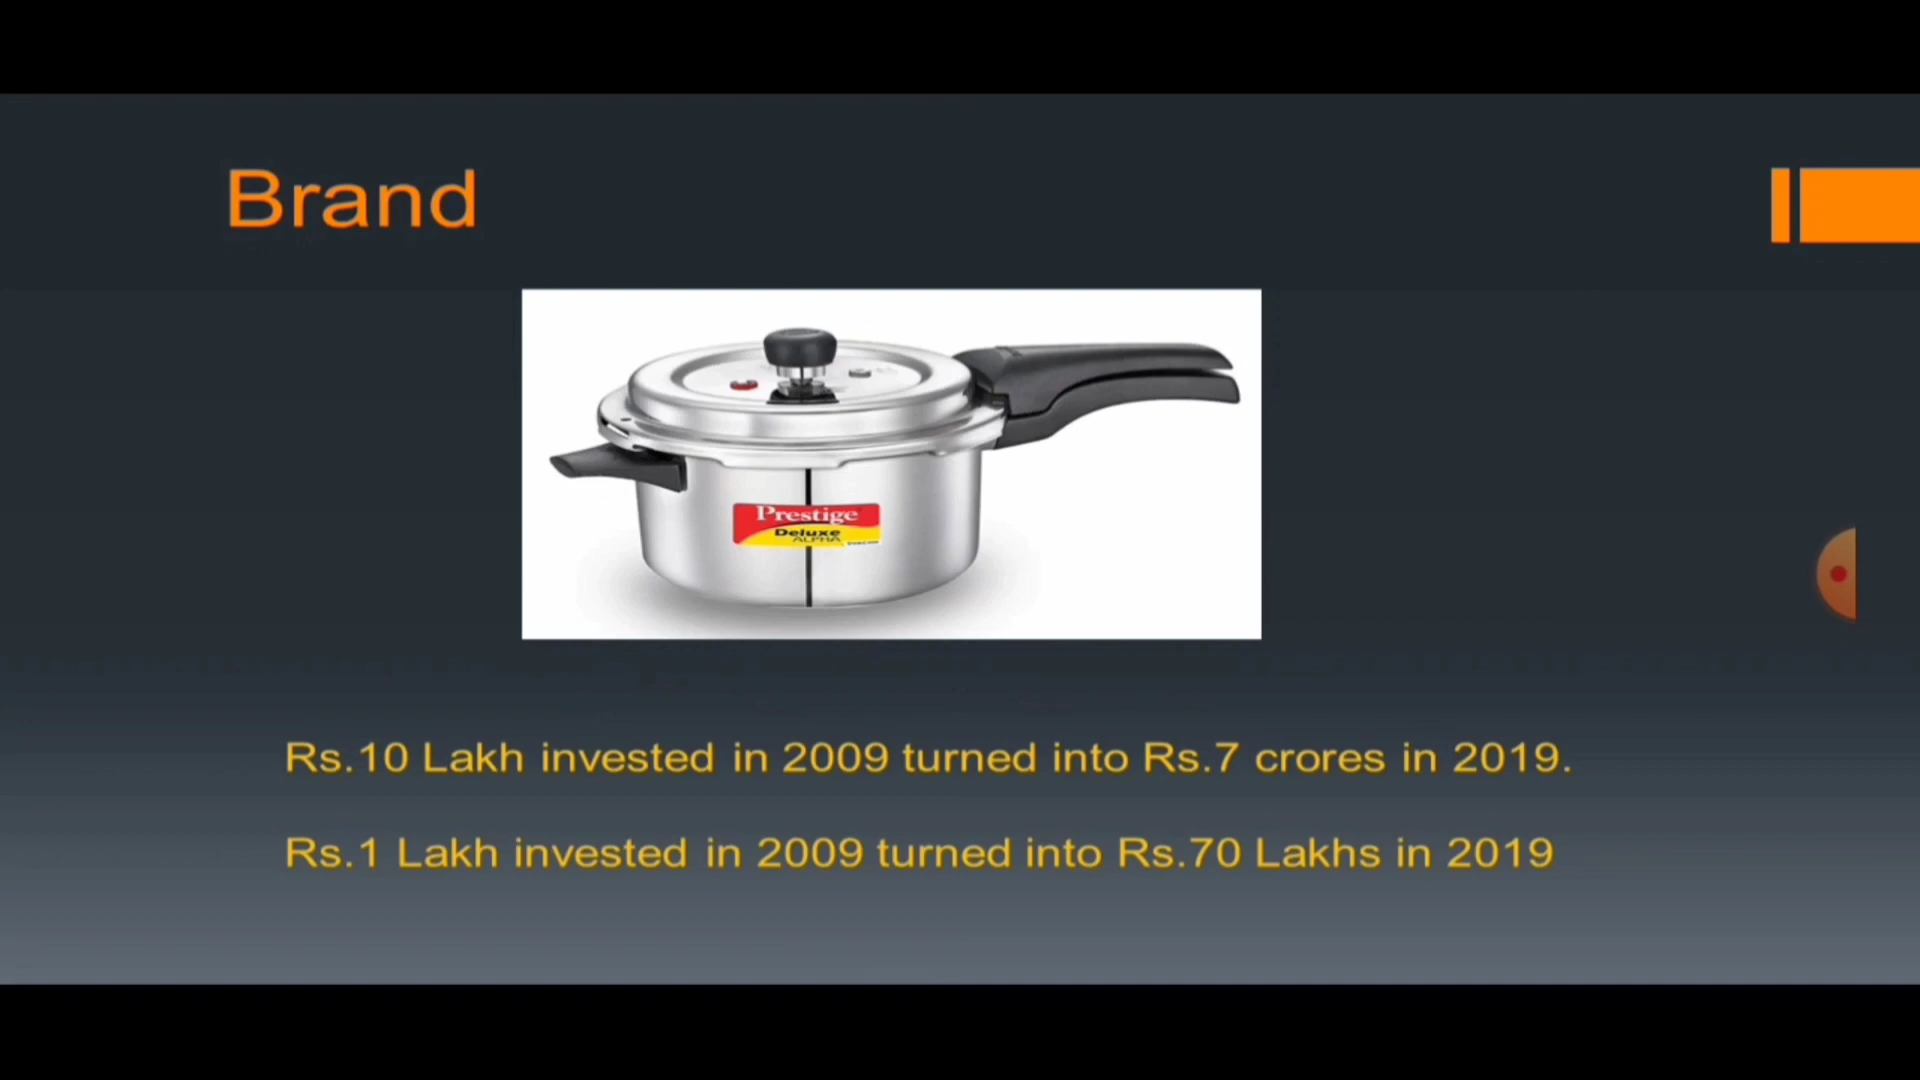 Brand
Prestige
Deluxe
ALPHA
Rs.10 Lakh invested in 2009 turned into Rs.7 crores in 2019.
Rs.1 Lakh invested in 2009 turned into Rs.70 Lakhs in 2019